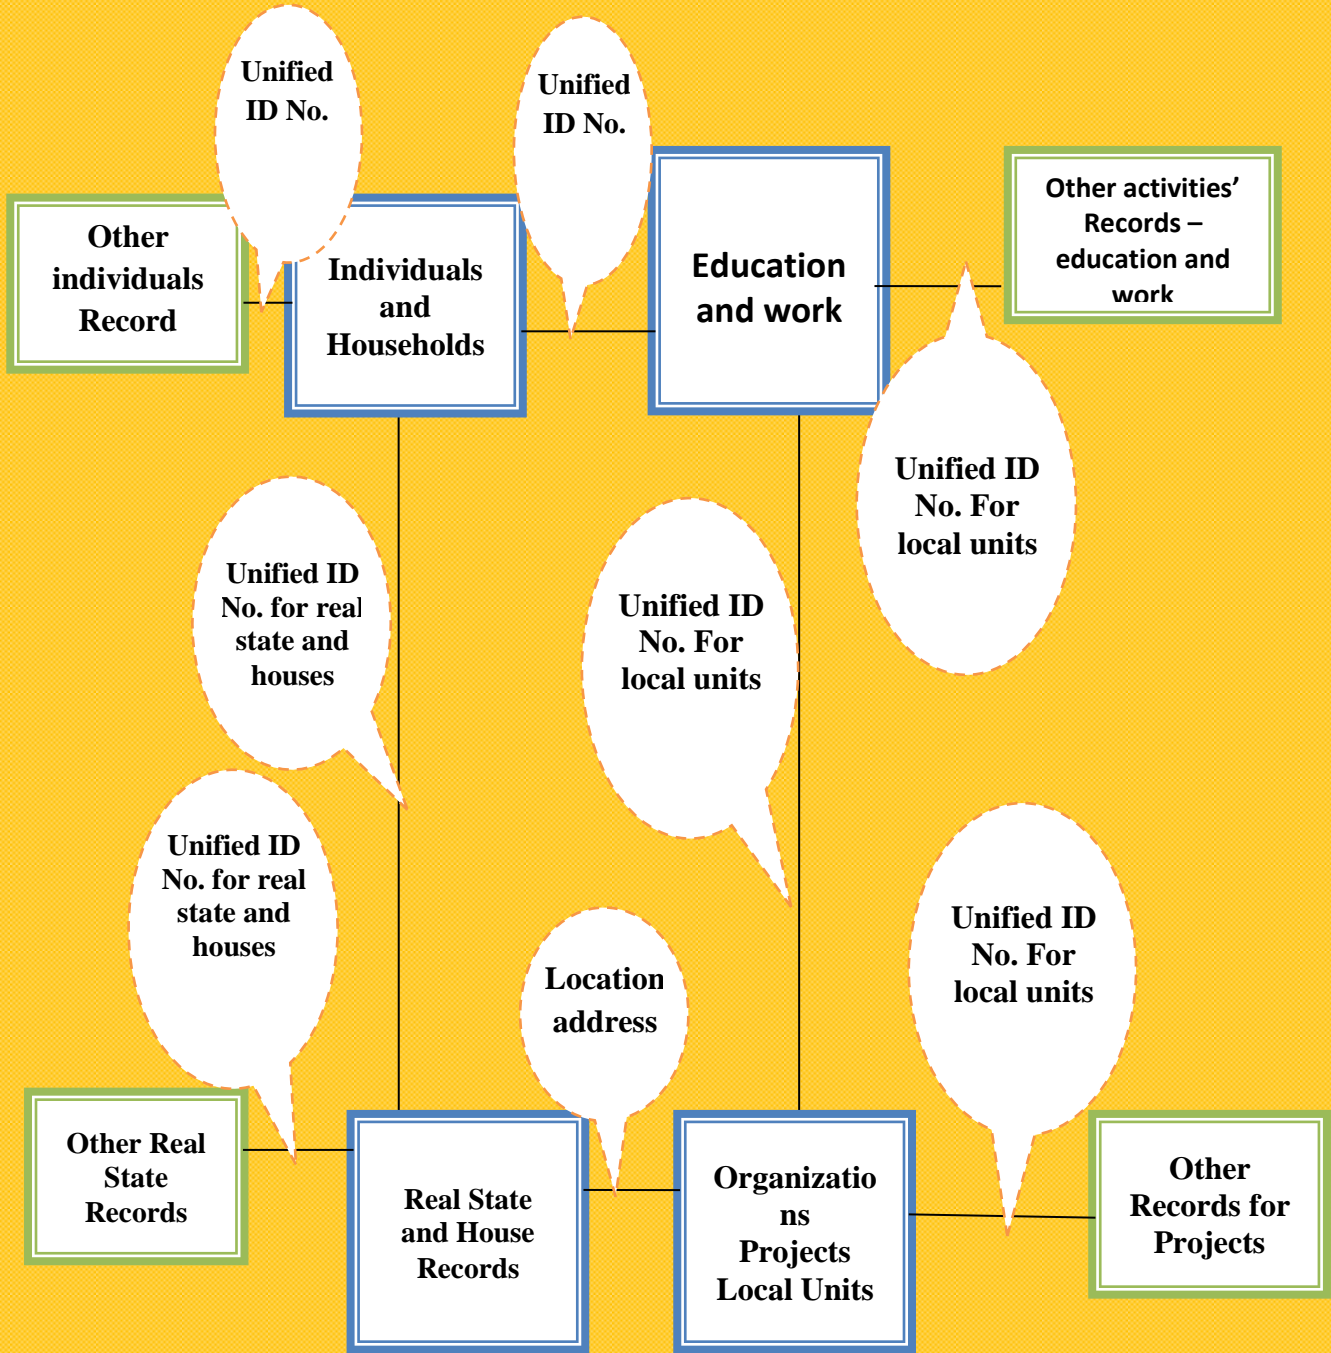 Unified
ID No.
Unified
ID No.
Other
individuals
Record
Individuals
and
Households
Education
and work
Other activities’
Records –
education and
work
Unified ID
No. For
local units
Unified ID
No. for real
state and
houses
Unified ID
No. For
local units
Unified ID
No. for real
state and
houses
Location
address
Unified ID
No. For
local units
Other Real
State
Records
Real State
and House
Records
Organizatio
ns
Projects
Local Units
Other
Records for
Projects